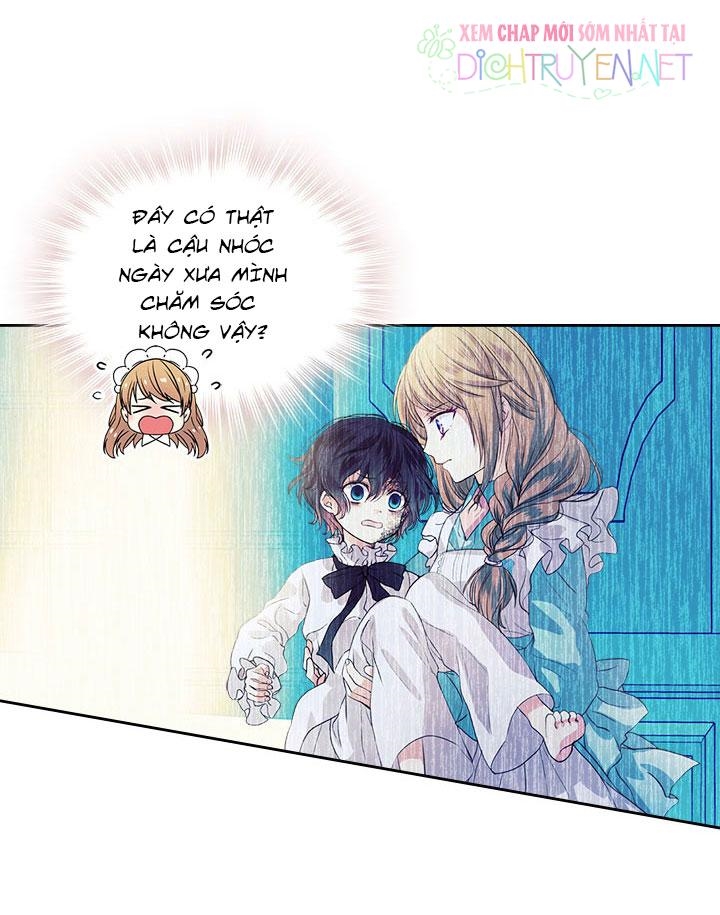 XEM CHAP MỚI SỚM NHẤT TẠI
DICHTRUYEN.NET
ĐÂY CÓ THẬT
LÀ CẬU NHÓC
NGÀY XƯA MÌNH
CHĂM SÓC
KHÔNG VẬY?